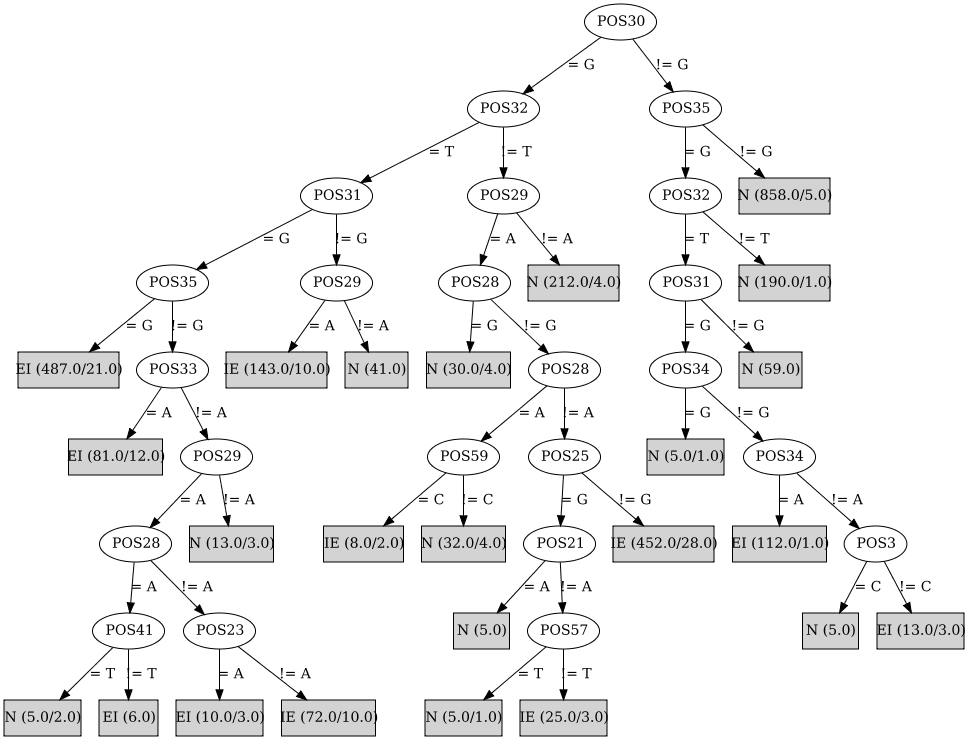 POS30
= G != G
POS32 POS35
= T != T = G != G
POS31 POS29 POS32 N (858.0/5.0)
= G != G = A != A = T != T
POS35 POS29 POS28 N (212.0/4.0) POS31 N (190.0/1.0)
= G != G = A != A = G != G = G != G
EI (487.0/21.0) POS33 IE (143.0/10.0) N (41.0) N (30.0/4.0) POS28 POS34 N (59.0)
= A != A = A != A = G != G
EI (81.0/12.0) POS29 POS59 POS25 N (5.0/1.0) POS34
= A != A = C != C = G != G = A != A
POS28 N (13.0/3.0) IE (8.0/2.0) N (32.0/4.0) POS21 IE (452.0/28.0) EI (112.0/1.0) POS3
= A != A = A != A = C != C
POS41 POS23 N (5.0) POS57 N (5.0) EI (13.0/3.0)
= T != T = A != A = T != T
N (5.0/2.0) EI (6.0) EI (10.0/3.0) IE (72.0/10.0) N (5.0/1.0) IE (25.0/3.0)